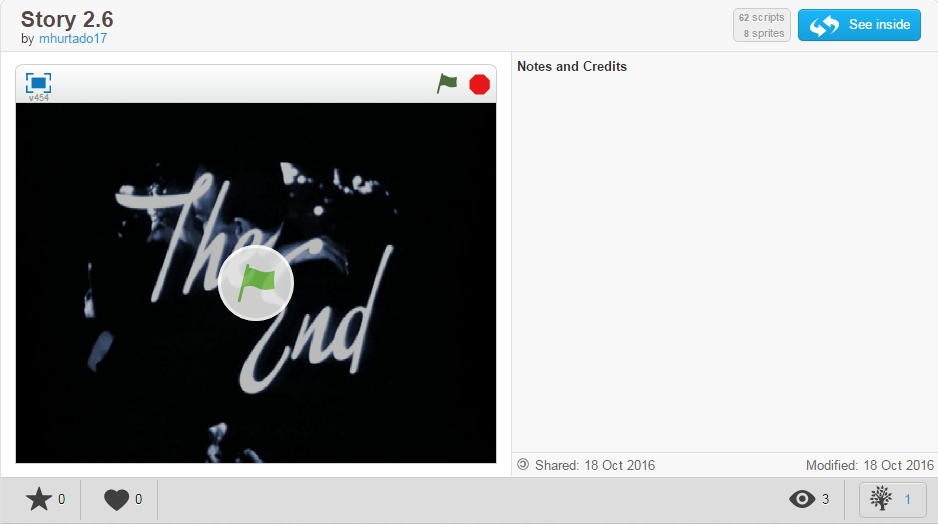 Story 2.6
by mhurtado17
62 scripts
8 sprites
See inside
v454
The
End
Notes and Credits
Shared: 18 Oct 2016
Modified: 18 Oct 2016
0
0
3
1